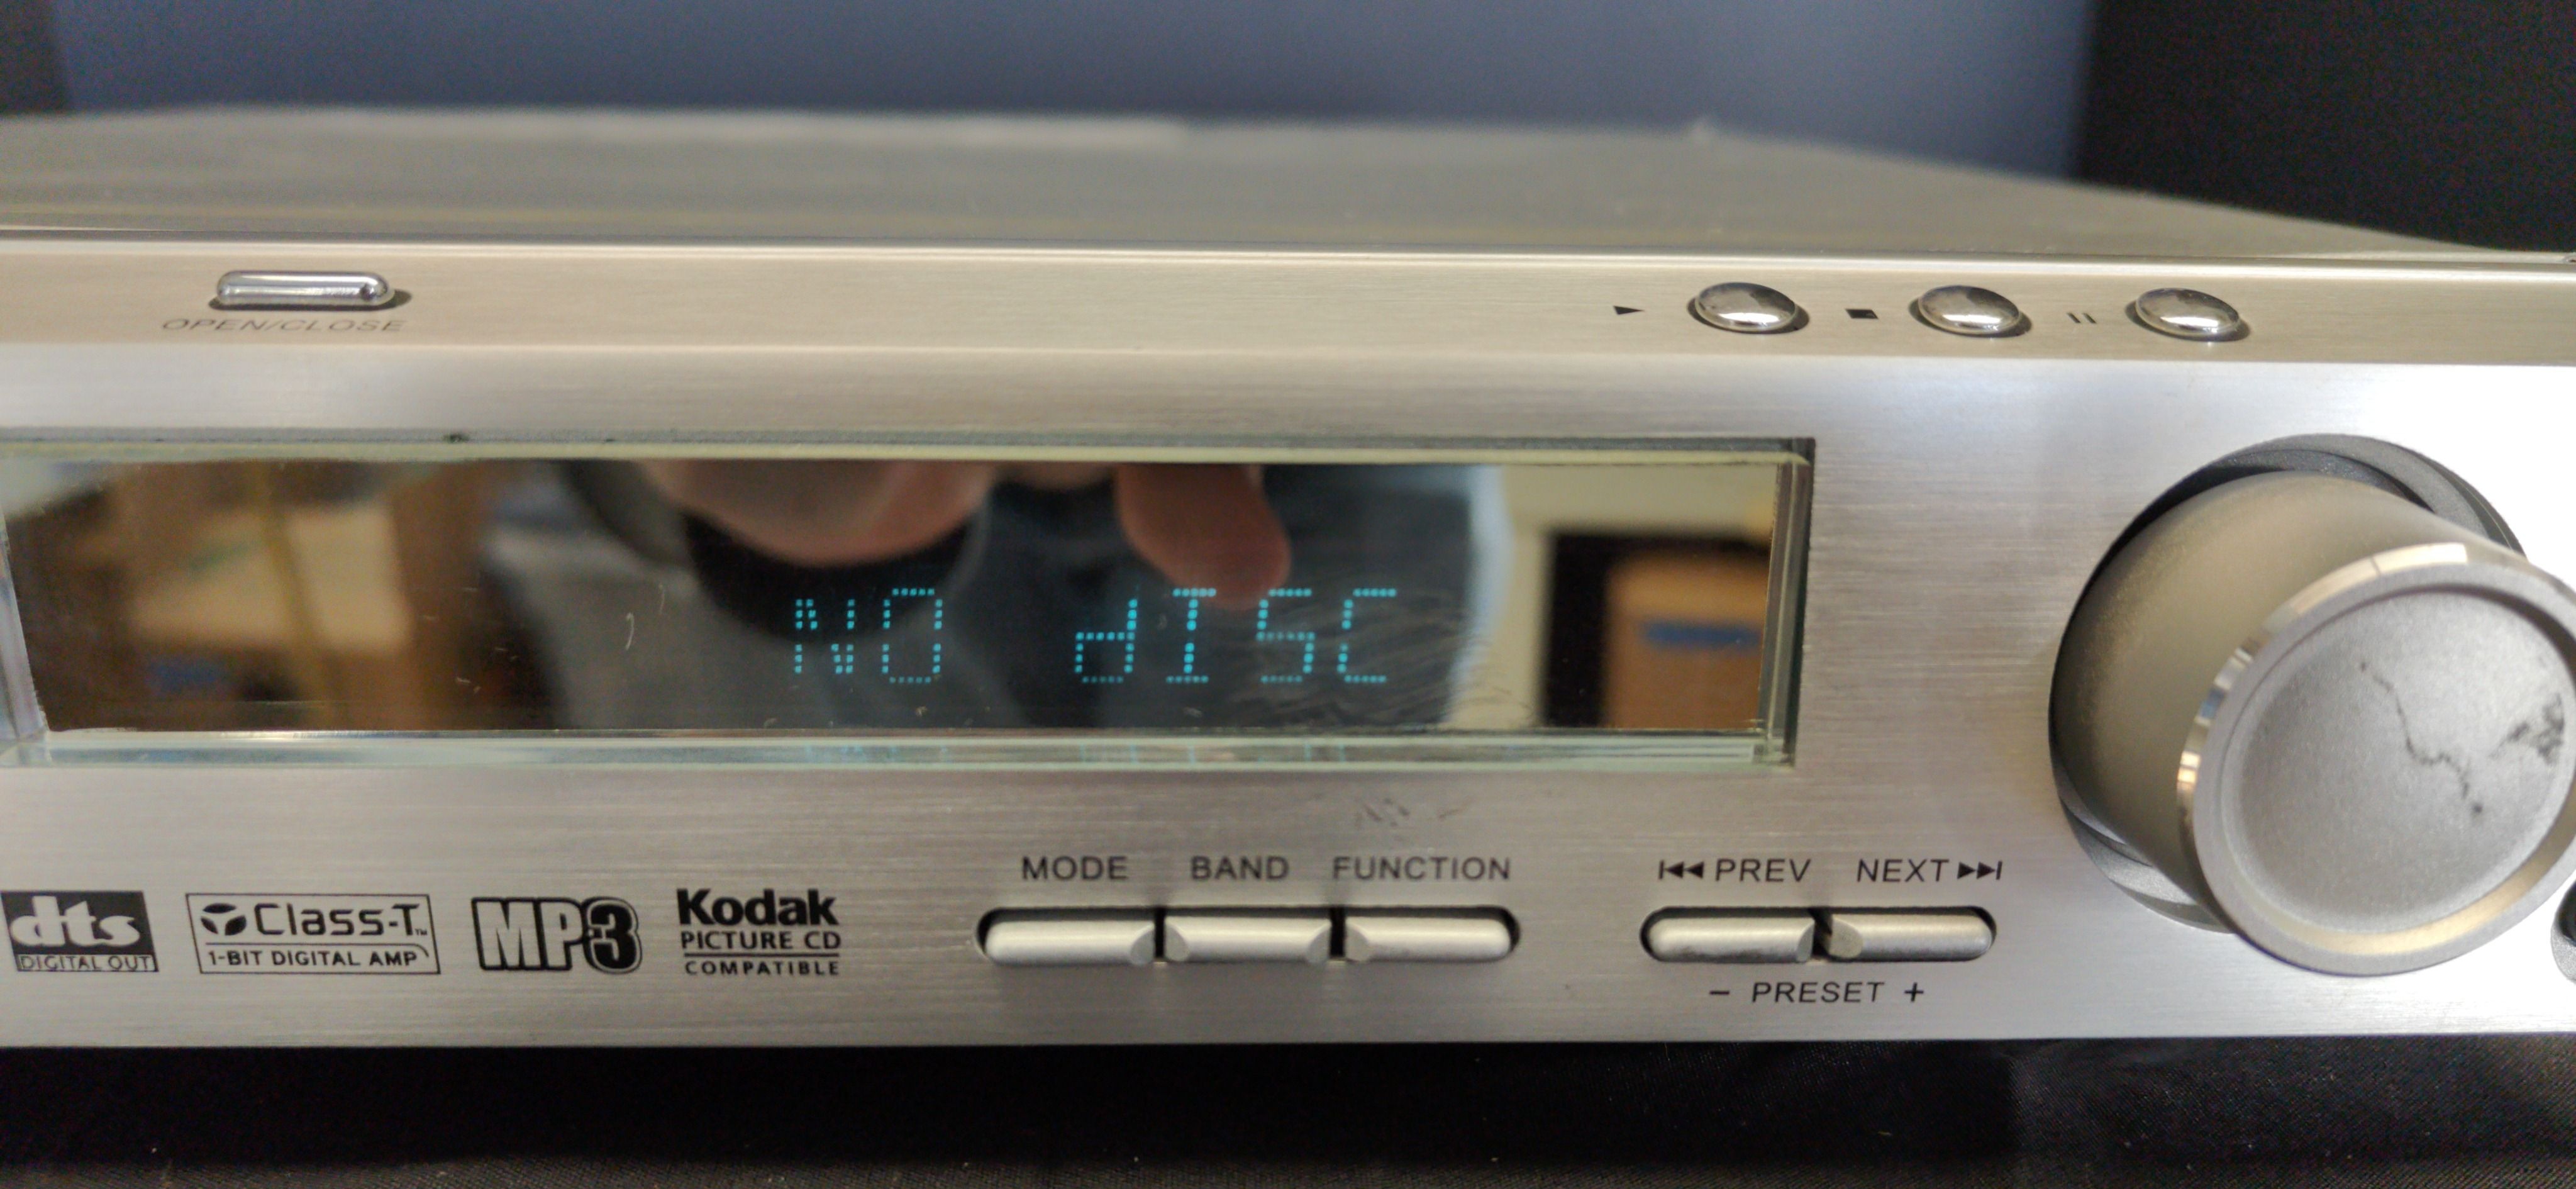 OPEN/CLOSE
NO dISC
MODE BAND FUNCTION
PREV NEXT
dts
DIGITAL OUT
Class-T™
1-BIT DIGITAL AMP
MP3
Kodak
PICTURE CD
COMPATIBLE
− PRESET +